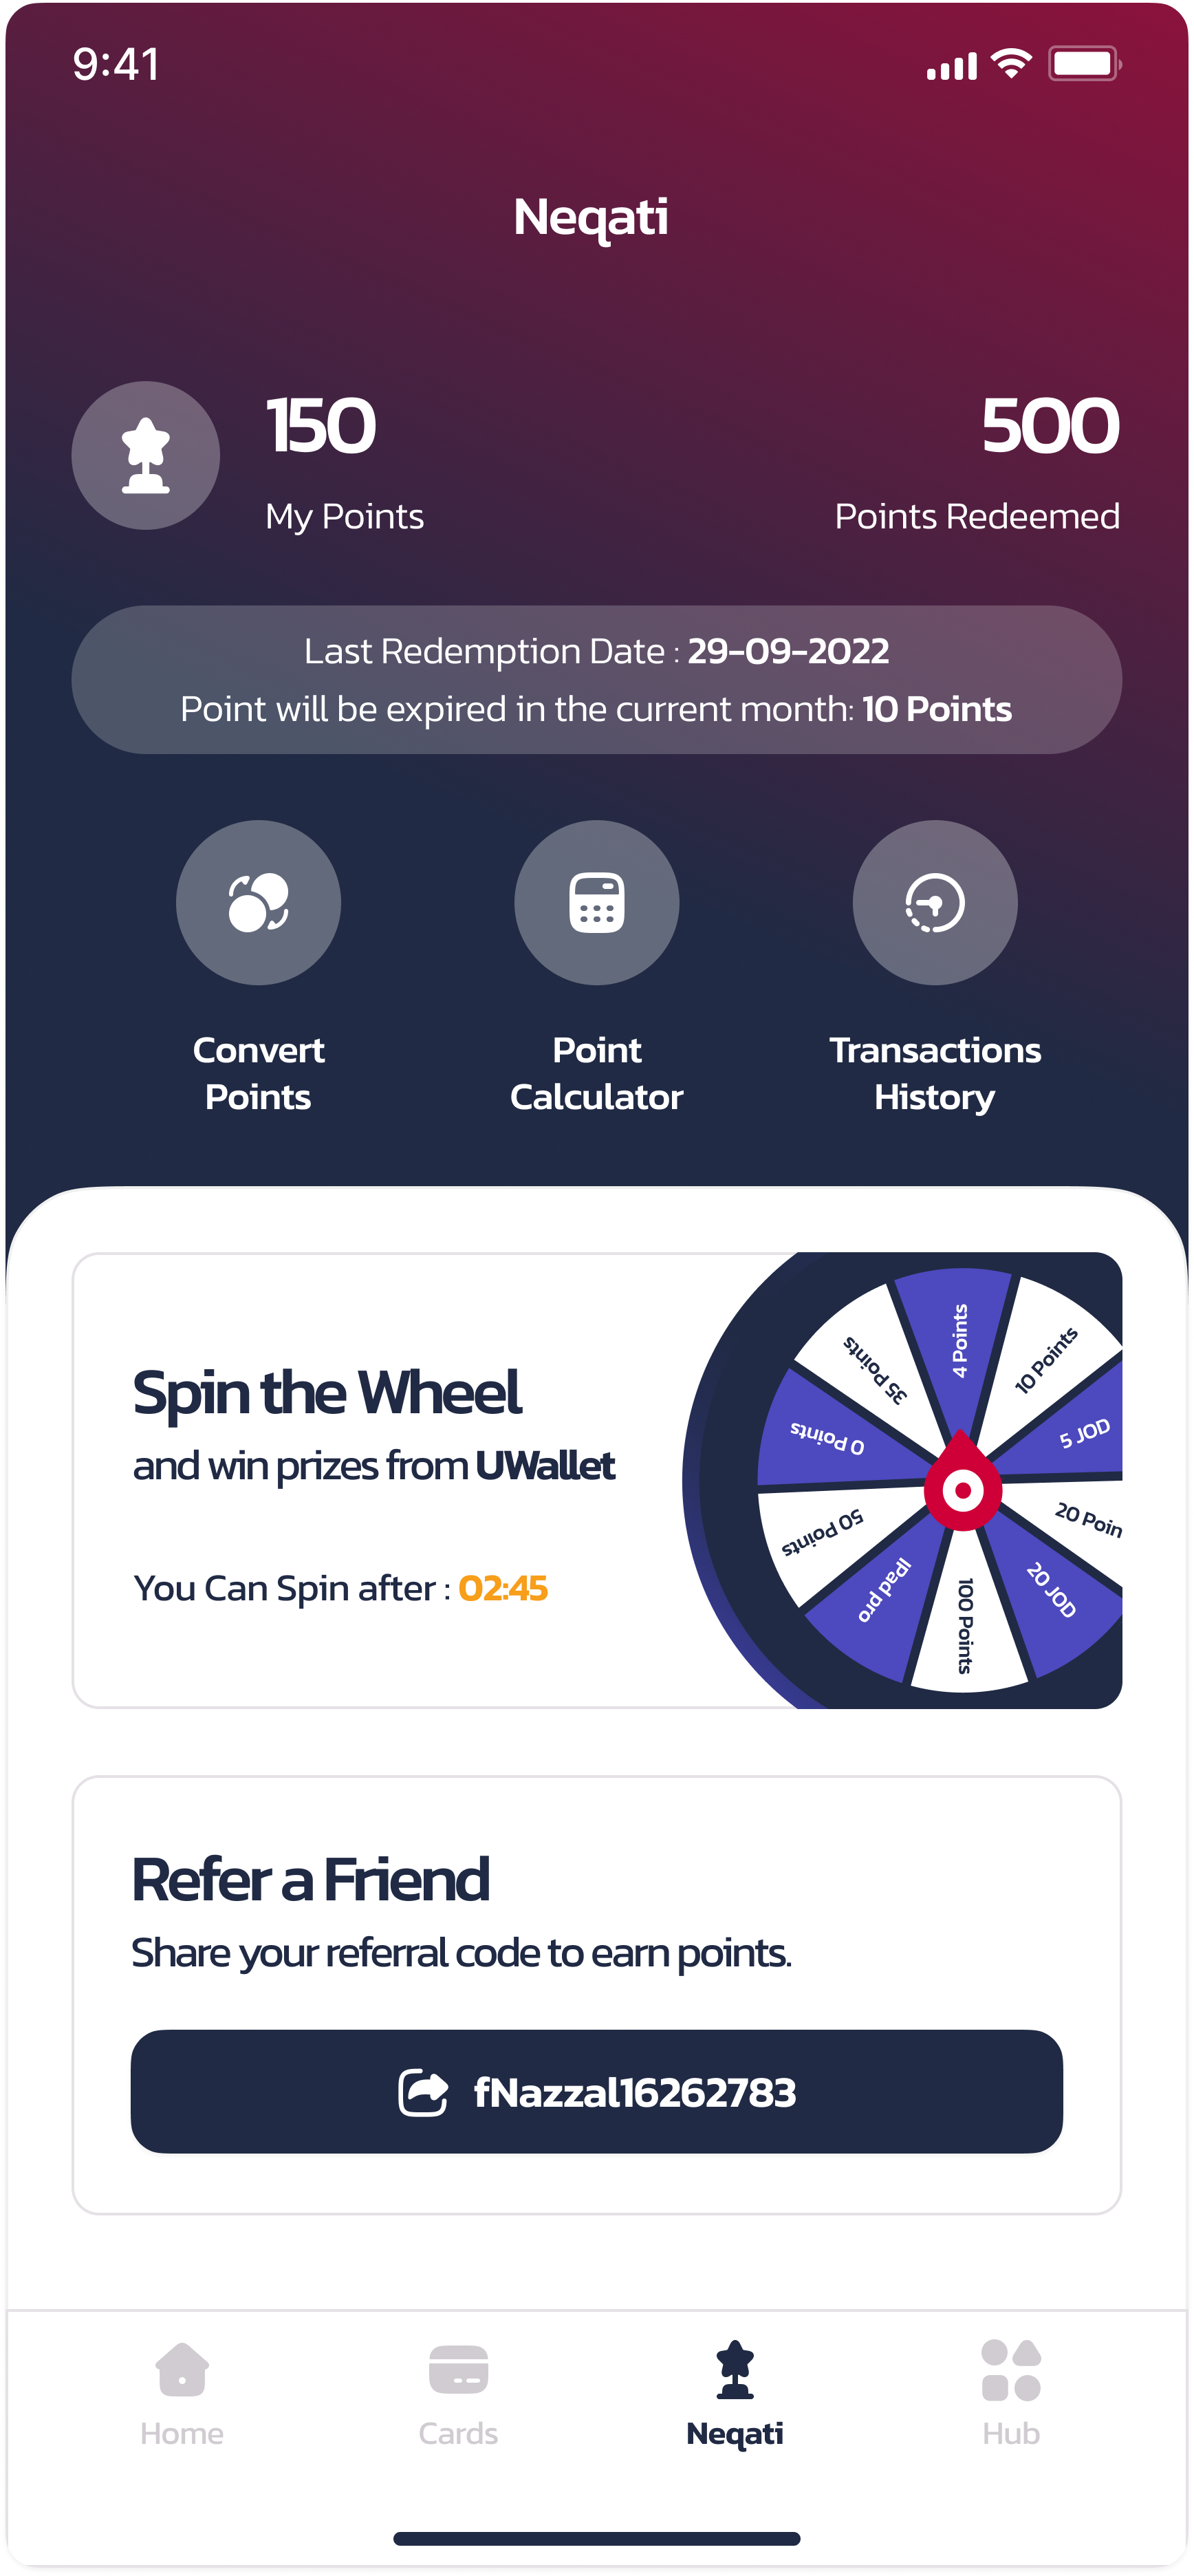 9:41
Neqati
150
My Points
500
Points Redeemed
Last Redemption Date : 29-09-2022
Point will be expired in the current month: 10 Points
Convert
Points
Point
Calculator
Transactions
History
Spin the Wheel
and win prizes from UWallet
You Can Spin after : 02:45
4 Points
10 Points
5 JOD
20 Poin
20 JOD
100 Points
IPad pro
50 Points
0 Points
35 Points
Refer a Friend
Share your referral code to earn points.
fNazzal16262783
Home
Cards
Neqati
Hub